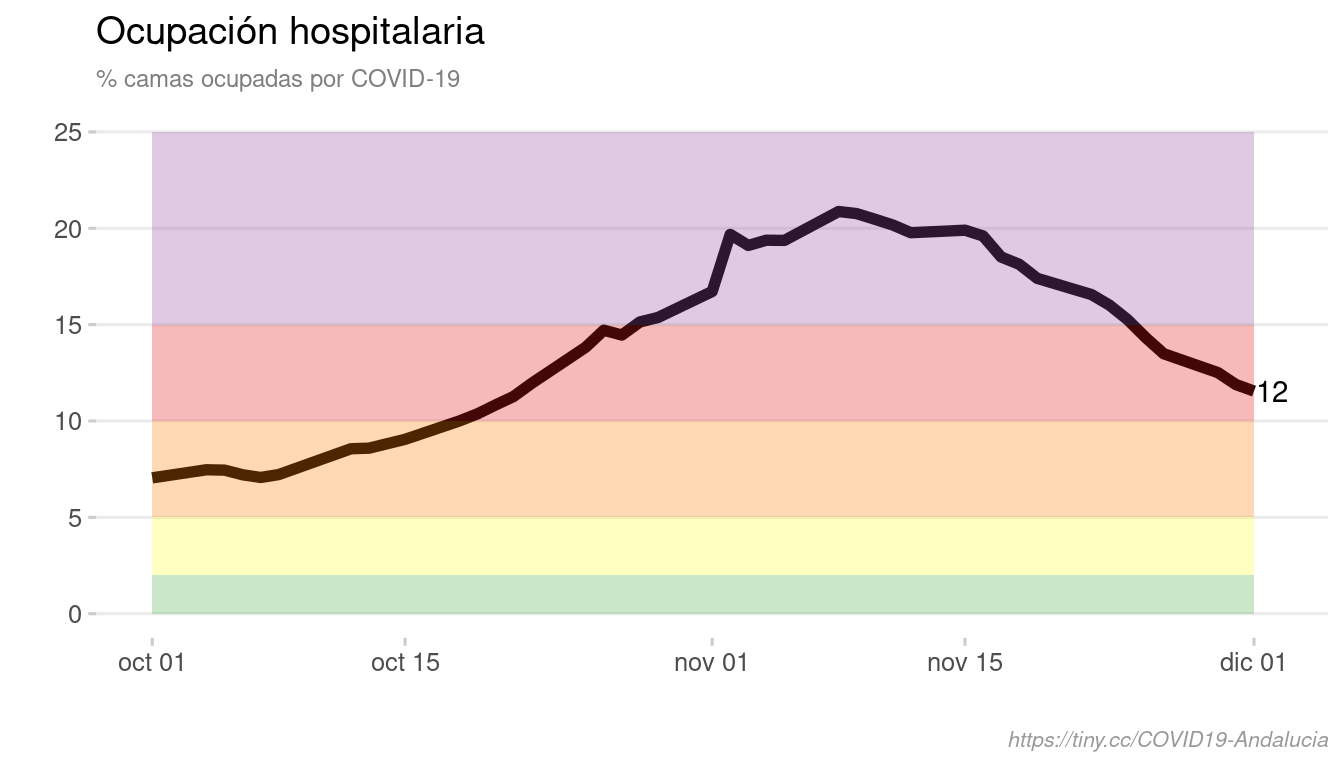 Ocupación hospitalaria
% camas ocupadas por COVID-19
25
20
15
10
5
0
12
oct 01
oct 15
nov 01
nov 15
dic 01
https://tiny.cc/COVID19-Andalucia